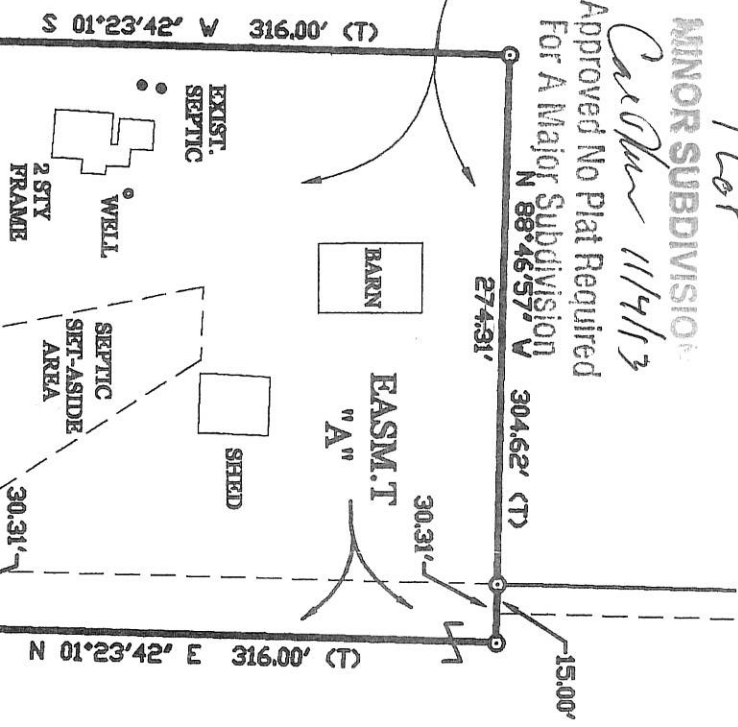 1 Lot
MINOR SUBDIVISION
11/4/13
Approved No Plat Required
For A Major Subdivision
N 88°46'57" W 304.62' (T)
274.31'
S 01°23'42" W 316.00' (T)
EXIST.
SEPTIC
WELL
2 STY
FRAME
BARN
SEPTIC
SET-ASIDE
AREA
SHED
EASM.T
"A"
30.31'
30.31'
15.00'
N 01°23'42" E 316.00' (T)